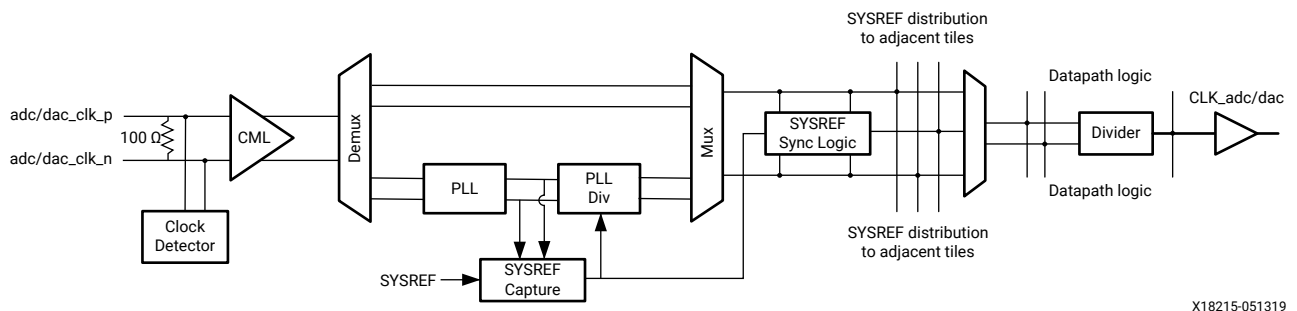 SYSREF distribution
to adjacent tiles
Datapath logic
CLK_adc/dac
adc/dac_clk_p
100 Ω
CML
adc/dac_clk_n
Demux
Mux
SYSREF
Sync Logic
Divider
PLL
PLL
Div
Datapath logic
Clock
Detector
SYSREF distribution
to adjacent tiles
SYSREF
SYSREF
Capture
X18215-051319